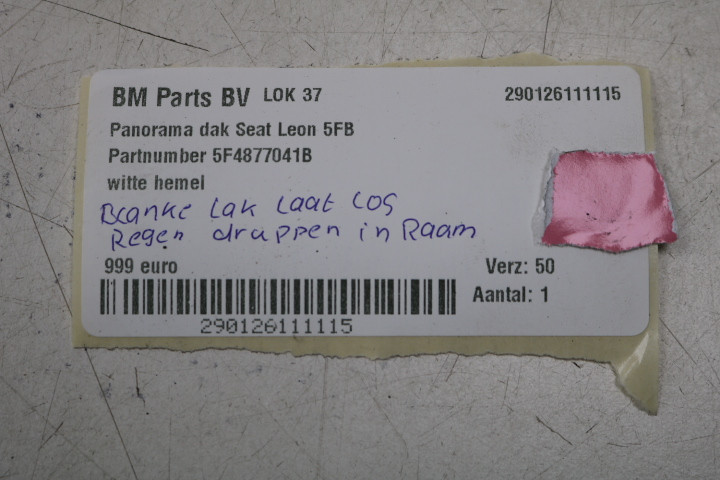 BM Parts BV LOK 37 290126111115
Panorama dak Seat Leon 5FB
Partnumber 5F4877041B
witte hemel
Blanke Lak Laat Los
Regen druppen in Raam
999 euro Verz: 50
Aantal: 1
290126111115